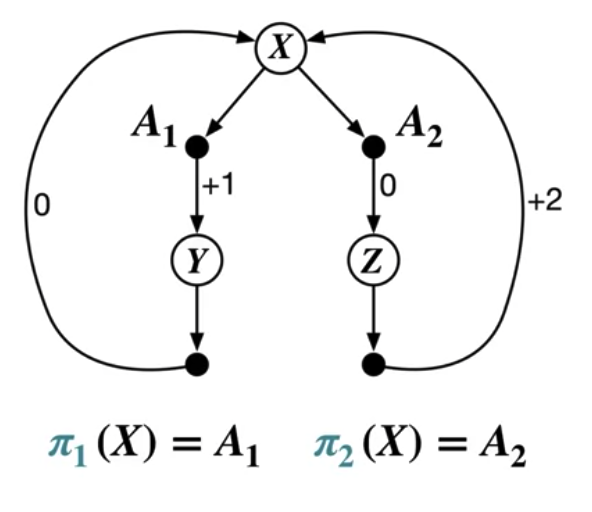 X
A₁ A₂
+1 0
0 +2
Y Z
π₁(X) = A₁ π₂(X) = A₂